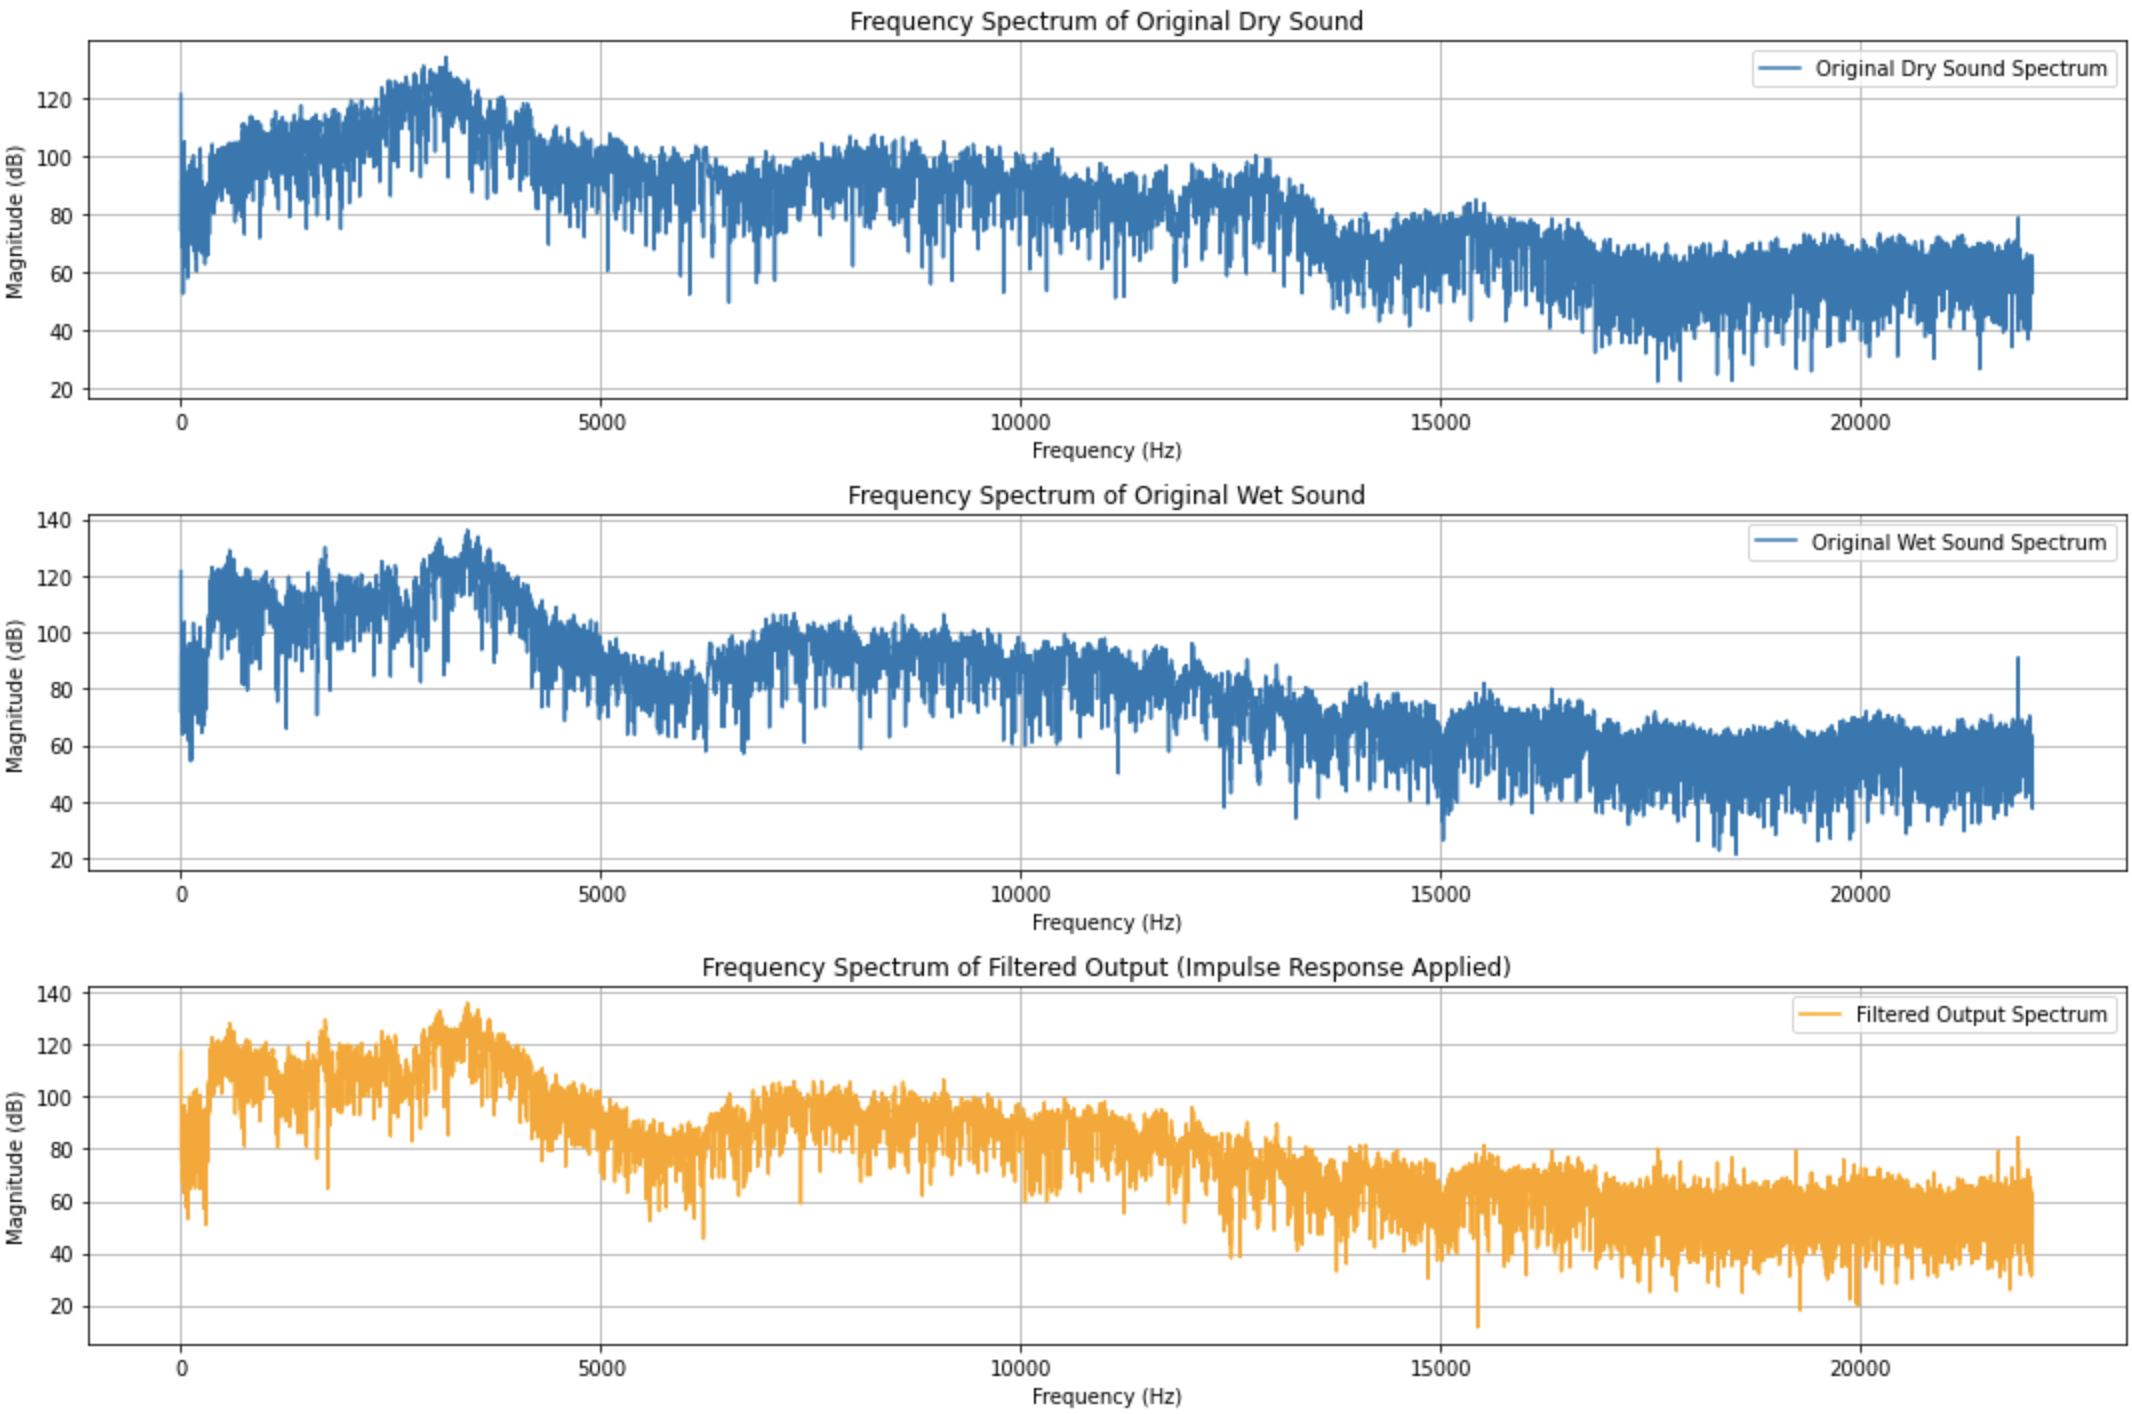 Frequency Spectrum of Original Dry Sound
Original Dry Sound Spectrum
Magnitude (dB)
120
100
80
60
40
20
0 5000 10000 15000 20000
Frequency (Hz)
Frequency Spectrum of Original Wet Sound
Original Wet Sound Spectrum
Magnitude (dB)
140
120
100
80
60
40
20
0 5000 10000 15000 20000
Frequency (Hz)
Frequency Spectrum of Filtered Output (Impulse Response Applied)
Filtered Output Spectrum
Magnitude (dB)
140
120
100
80
60
40
20
0 5000 10000 15000 20000
Frequency (Hz)